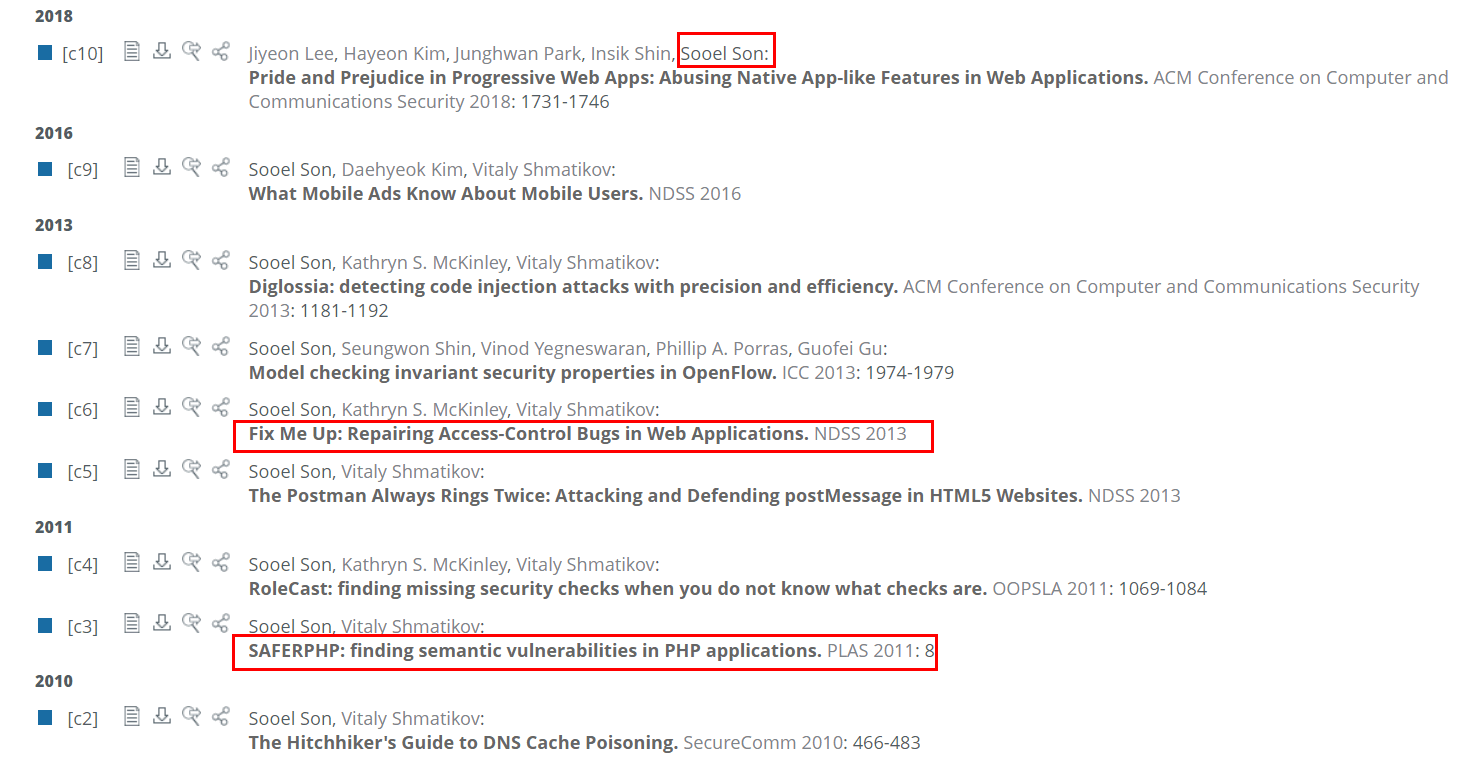 2018
[c10] Jiyeon Lee, Hayeon Kim, Junghwan Park, Insik Shin, Sooel Son:
Pride and Prejudice in Progressive Web Apps: Abusing Native App-like Features in Web Applications. ACM Conference on Computer and
Communications Security 2018: 1731-1746
2016
[c9] Sooel Son, Daehyeok Kim, Vitaly Shmatikov:
What Mobile Ads Know About Mobile Users. NDSS 2016
2013
[c8] Sooel Son, Kathryn S. McKinley, Vitaly Shmatikov:
Diglossia: detecting code injection attacks with precision and efficiency. ACM Conference on Computer and Communications Security
2013: 1181-1192
[c7] Sooel Son, Seungwon Shin, Vinod Yegneswaran, Phillip A. Porras, Guofei Gu:
Model checking invariant security properties in OpenFlow. ICC 2013: 1974-1979
[c6] Sooel Son, Kathryn S. McKinley, Vitaly Shmatikov:
Fix Me Up: Repairing Access-Control Bugs in Web Applications. NDSS 2013
[c5] Sooel Son, Vitaly Shmatikov:
The Postman Always Rings Twice: Attacking and Defending postMessage in HTML5 Websites. NDSS 2013
2011
[c4] Sooel Son, Kathryn S. McKinley, Vitaly Shmatikov:
RoleCast: finding missing security checks when you do not know what checks are. OOPSLA 2011: 1069-1084
[c3] Sooel Son, Vitaly Shmatikov:
SAFERPHP: finding semantic vulnerabilities in PHP applications. PLAS 2011: 8
2010
[c2] Sooel Son, Vitaly Shmatikov:
The Hitchhiker's Guide to DNS Cache Poisoning. SecureComm 2010: 466-483